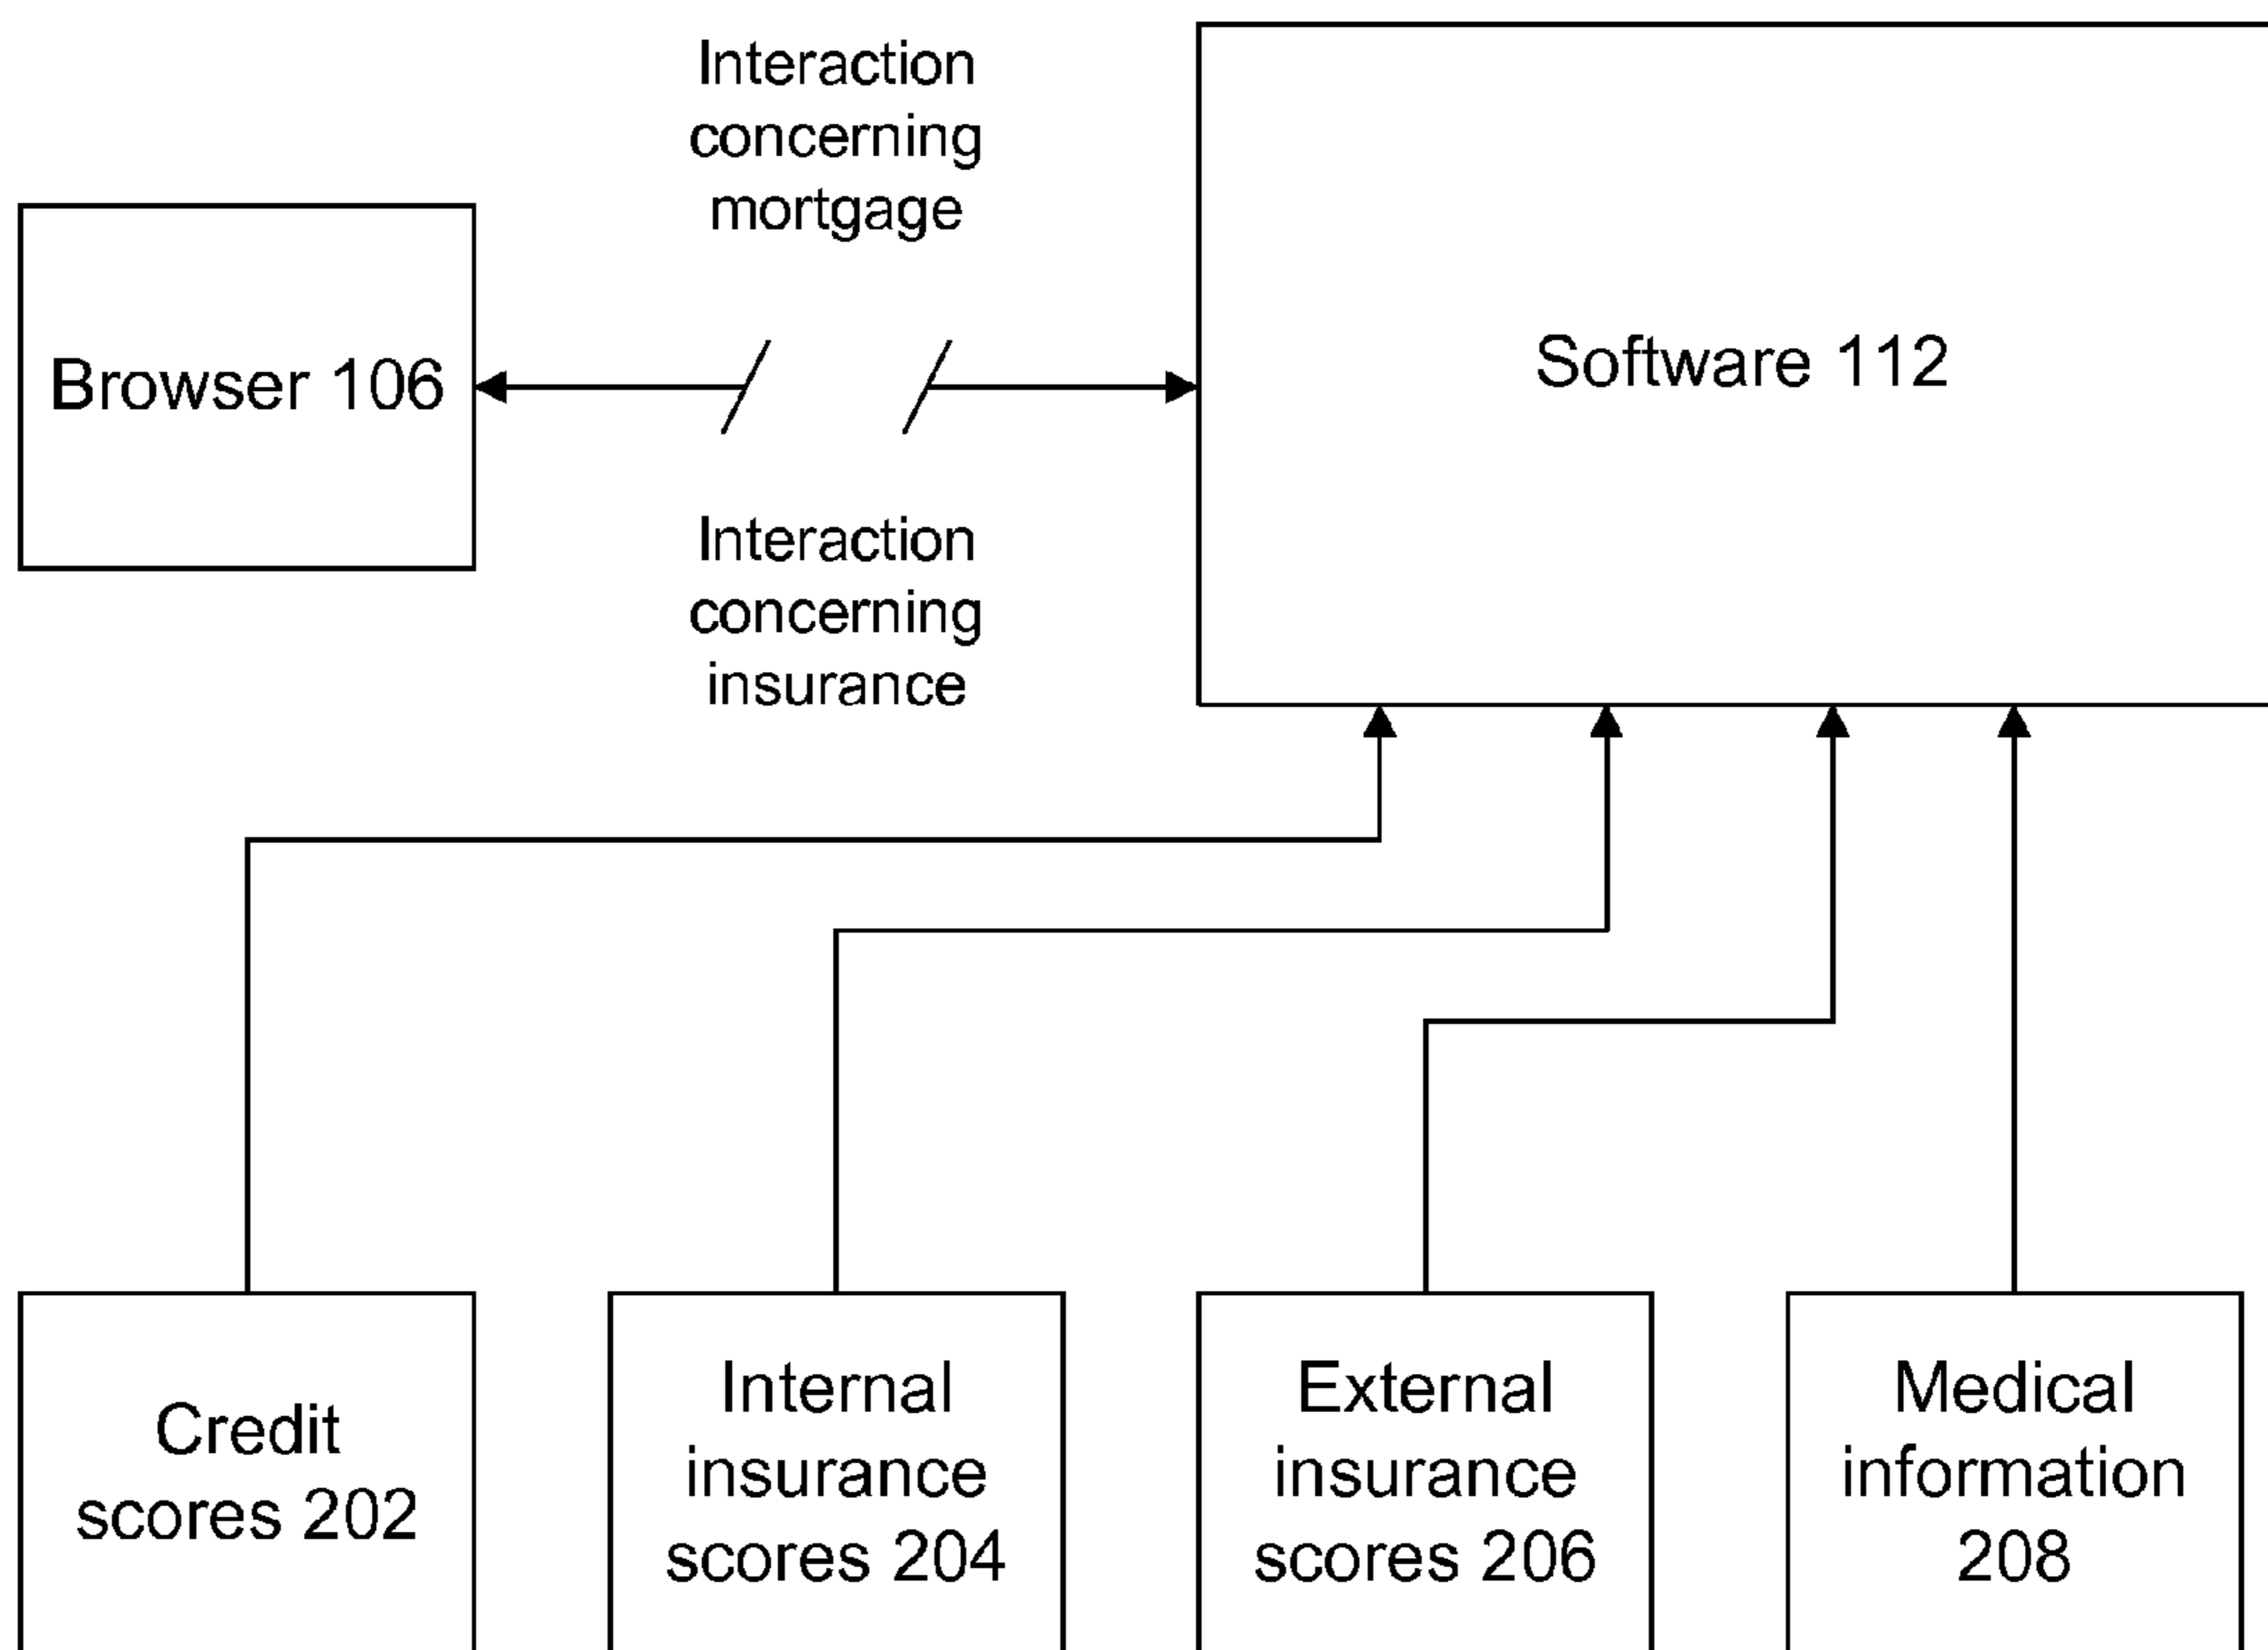 Interaction
concerning
mortgage
Browser 106
Software 112
Interaction
concerning
insurance
Credit
scores 202
Internal
insurance
scores 204
External
insurance
scores 206
Medical
information
208